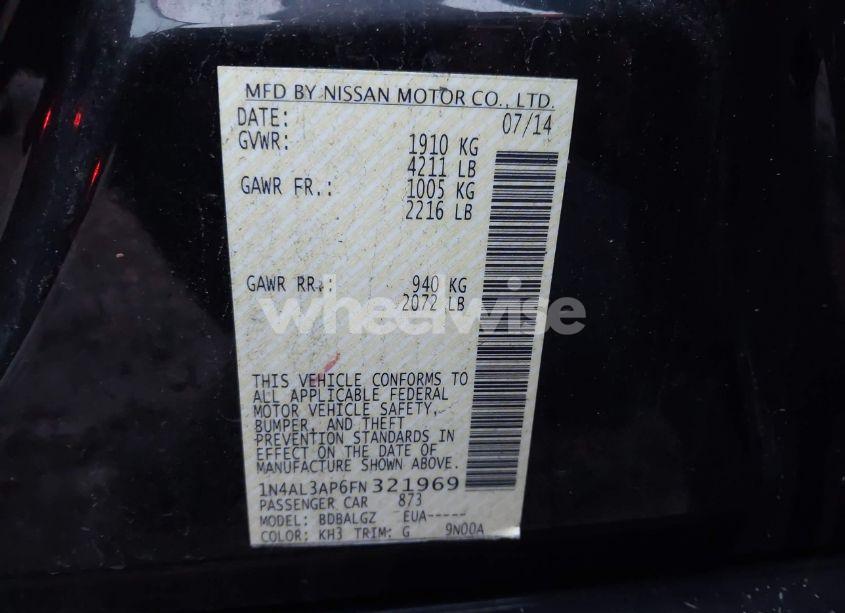 MFD BY NISSAN MOTOR CO., LTD.
DATE: 07/14
GVWR: 1910 KG
4211 LB
GAWR FR.: 1005 KG
2216 LB
GAWR RR.: 940 KG
2072 LB
wheelwise
THIS VEHICLE CONFORMS TO
ALL APPLICABLE FEDERAL
MOTOR VEHICLE SAFETY,
BUMPER, AND THEFT
PREVENTION STANDARDS IN
EFFECT ON THE DATE OF
MANUFACTURE SHOWN ABOVE.
1N4AL3AP6FN 321969
PASSENGER CAR 873
MODEL: BDBALGZ EUA-----
COLOR: KH3 TRIM: G 9N00A